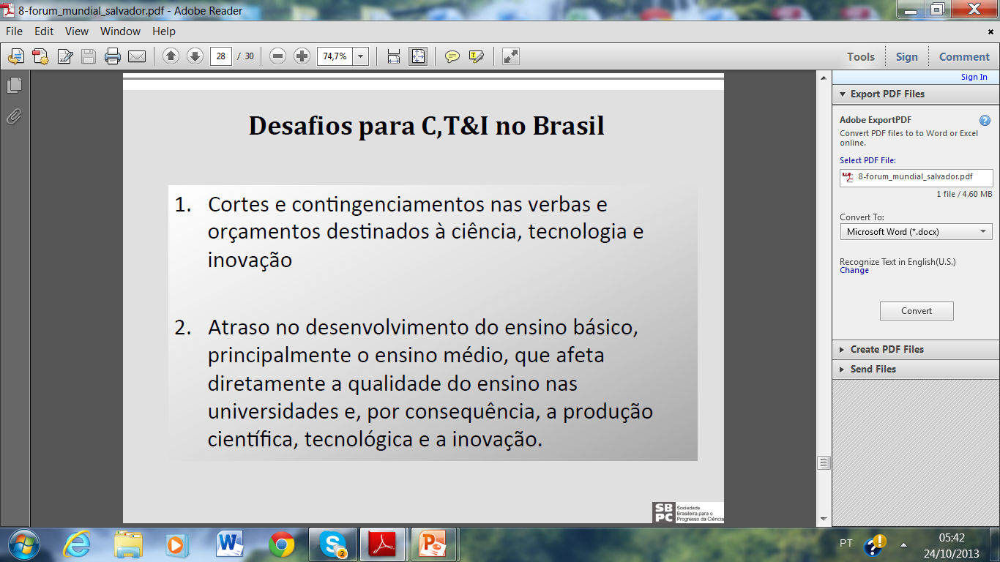 8-forum_mundial_salvador.pdf - Adobe Reader
File Edit View Window Help
28 / 30 74,7% Tools Sign Comment
Sign In
Export PDF Files
Adobe ExportPDF
Convert PDF files to to Word or Excel
online.
Select PDF File:
8-forum_mundial_salvador.pdf
1 file / 4.60 MB
Convert To:
Microsoft Word (*.docx)
Recognize Text in English(U.S.)
Change
Convert
Create PDF Files
Send Files
Desafios para C,T&I no Brasil
1. Cortes e contingenciamentos nas verbas e
orçamentos destinados à ciência, tecnologia e
inovação
2. Atraso no desenvolvimento do ensino básico,
principalmente o ensino médio, que afeta
diretamente a qualidade do ensino nas
universidades e, por consequência, a produção
científica, tecnológica e a inovação.
SB
PC
Sociedade
Brasileira para o
Progresso da Ciência
2
PT
05:42
24/10/2013